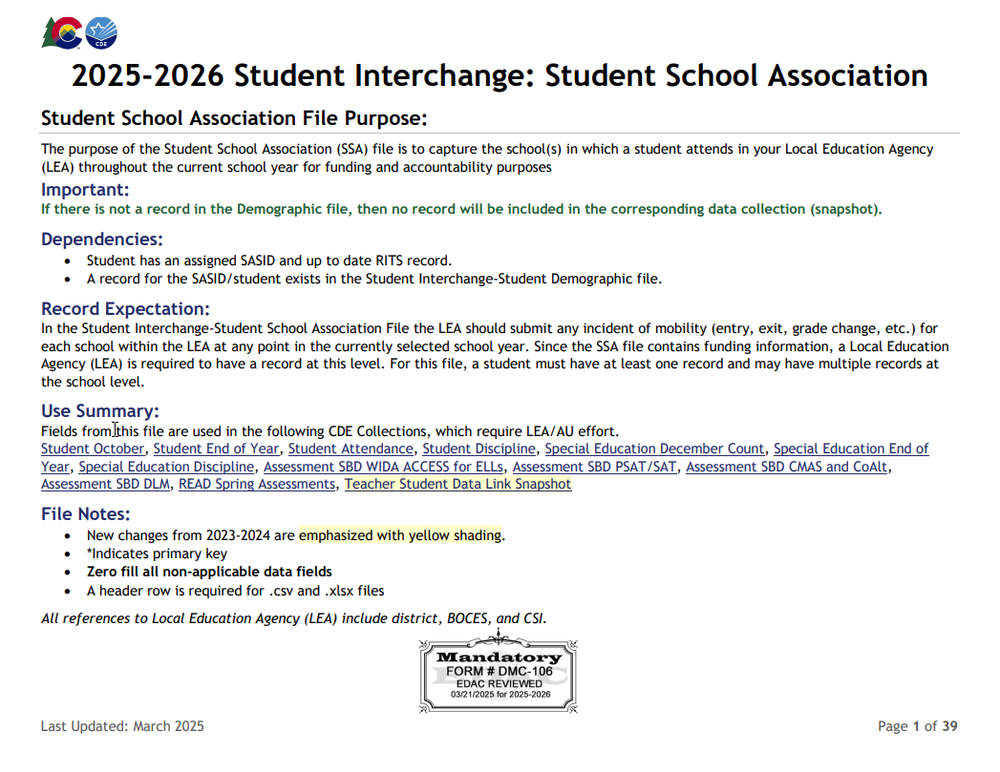 CDE
2025-2026 Student Interchange: Student School Association
Student School Association File Purpose:
The purpose of the Student School Association (SSA) file is to capture the school(s) in which a student attends in your Local Education Agency
(LEA) throughout the current school year for funding and accountability purposes
Important:
If there is not a record in the Demographic file, then no record will be included in the corresponding data collection (snapshot).
Dependencies:
• Student has an assigned SASID and up to date RITS record.
• A record for the SASID/student exists in the Student Interchange-Student Demographic file.
Record Expectation:
In the Student Interchange-Student School Association File the LEA should submit any incident of mobility (entry, exit, grade change, etc.) for
each school within the LEA at any point in the currently selected school year. Since the SSA file contains funding information, a Local Education
Agency (LEA) is required to have a record at this level. For this file, a student must have at least one record and may have multiple records at
the school level.
Use Summary:
Fields from this file are used in the following CDE Collections, which require LEA/AU effort.
Student October, Student End of Year, Student Attendance, Student Discipline, Special Education December Count, Special Education End of
Year, Special Education Discipline, Assessment SBD WIDA ACCESS for ELLs, Assessment SBD PSAT/SAT, Assessment SBD CMAS and CoAlt,
Assessment SBD DLM, READ Spring Assessments, Teacher Student Data Link Snapshot
File Notes:
• New changes from 2023-2024 are emphasized with yellow shading.
• *Indicates primary key
• Zero fill all non-applicable data fields
• A header row is required for .csv and .xlsx files
All references to Local Education Agency (LEA) include district, BOCES, and CSI.
Mandatory
FORM # DMC-106
EDAC REVIEWED
03/21/2025 for 2025-2026
Last Updated: March 2025
Page 1 of 39